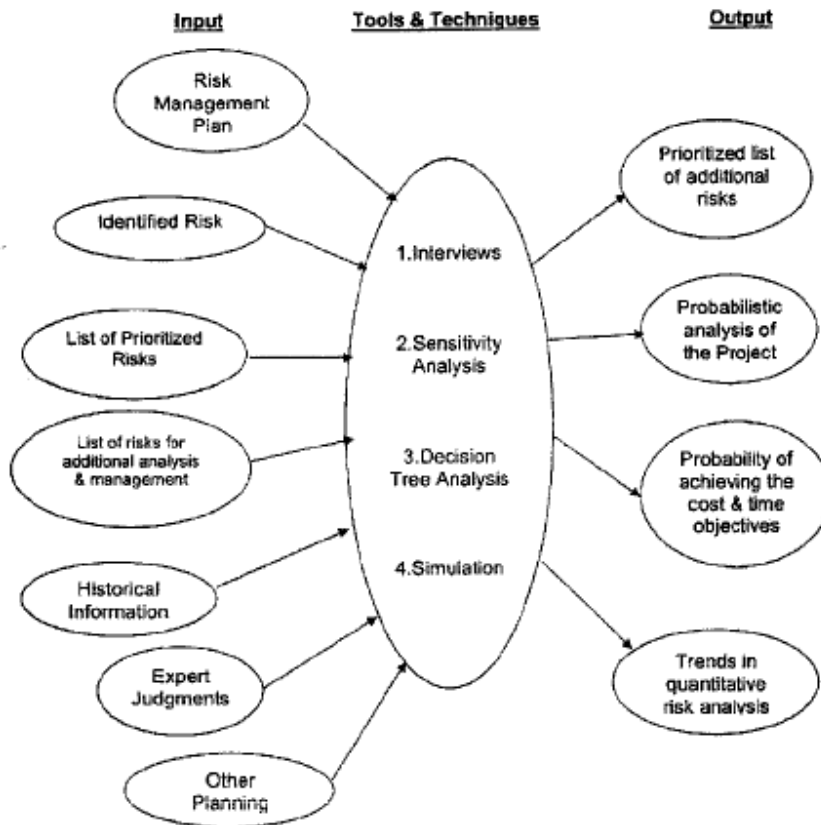 Input
Tools & Techniques
Output
Risk
Management
Plan
Identified Risk
List of Prioritized
Risks
List of risks for
additional analysis
& management
Historical
Information
Expert
Judgments
Other
Planning
1.Interviews
2.Sensitivity
Analysis
3.Decision
Tree Analysis
4.Simulation
Prioritized list
of additional
risks
Probabilistic
analysis of
the Project
Probability of
achieving the
cost & time
objectives
Trends in
quantitative
risk analysis